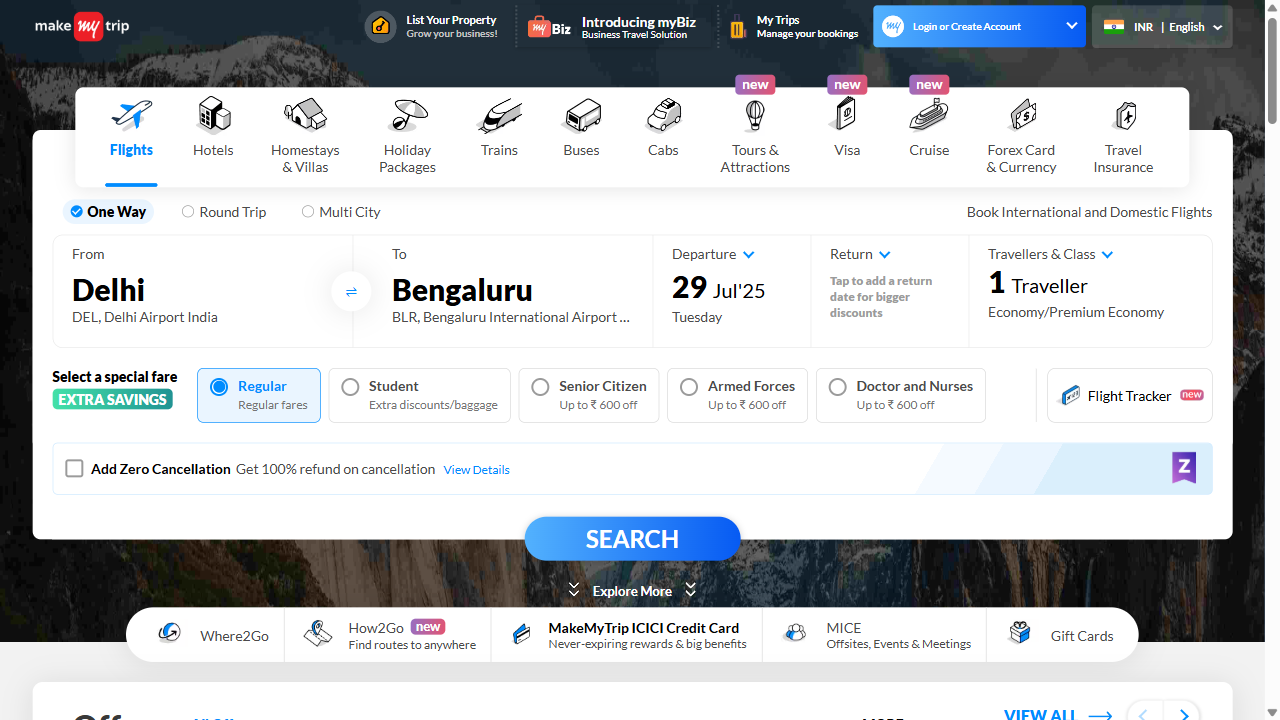 make my trip
List Your Property
Grow your business!
my Biz
Introducing myBiz
Business Travel Solution
My Trips
Manage your bookings
my
Login or Create Account
INR | English
new
new
new
Flights
Hotels
Homestays
& Villas
Holiday
Packages
Trains
Buses
Cabs
Tours &
Attractions
Visa
Cruise
Forex Card
& Currency
Travel
Insurance
One Way
Round Trip
Multi City
Book International and Domestic Flights
From
Delhi
DEL, Delhi Airport India
To
Bengaluru
BLR, Bengaluru International Airport ...
Departure
29 Jul'25
Tuesday
Return
Tap to add a return
date for bigger
discounts
Travellers & Class
1 Traveller
Economy/Premium Economy
Select a special fare
EXTRA SAVINGS
Regular
Regular fares
Student
Extra discounts/baggage
Senior Citizen
Up to ₹ 600 off
Armed Forces
Up to ₹ 600 off
Doctor and Nurses
Up to ₹ 600 off
Flight Tracker new
Add Zero Cancellation Get 100% refund on cancellation View Details
Z
SEARCH
Explore More
Where2Go
How2Go new
Find routes to anywhere
MakeMyTrip ICICI Credit Card
Never-expiring rewards & big benefits
MICE
Offsites, Events & Meetings
Gift Cards
VIEW ALL